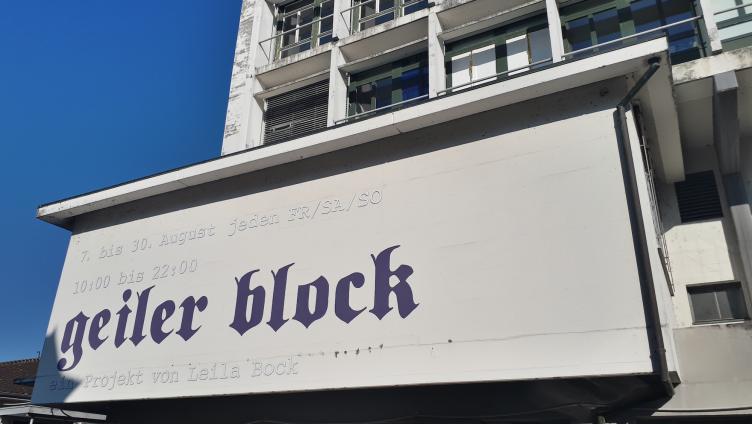 7. bis 30. August jeden FR/SA/SO
10:00 bis 22:00
geiler block
ein Projekt von Leila Bock